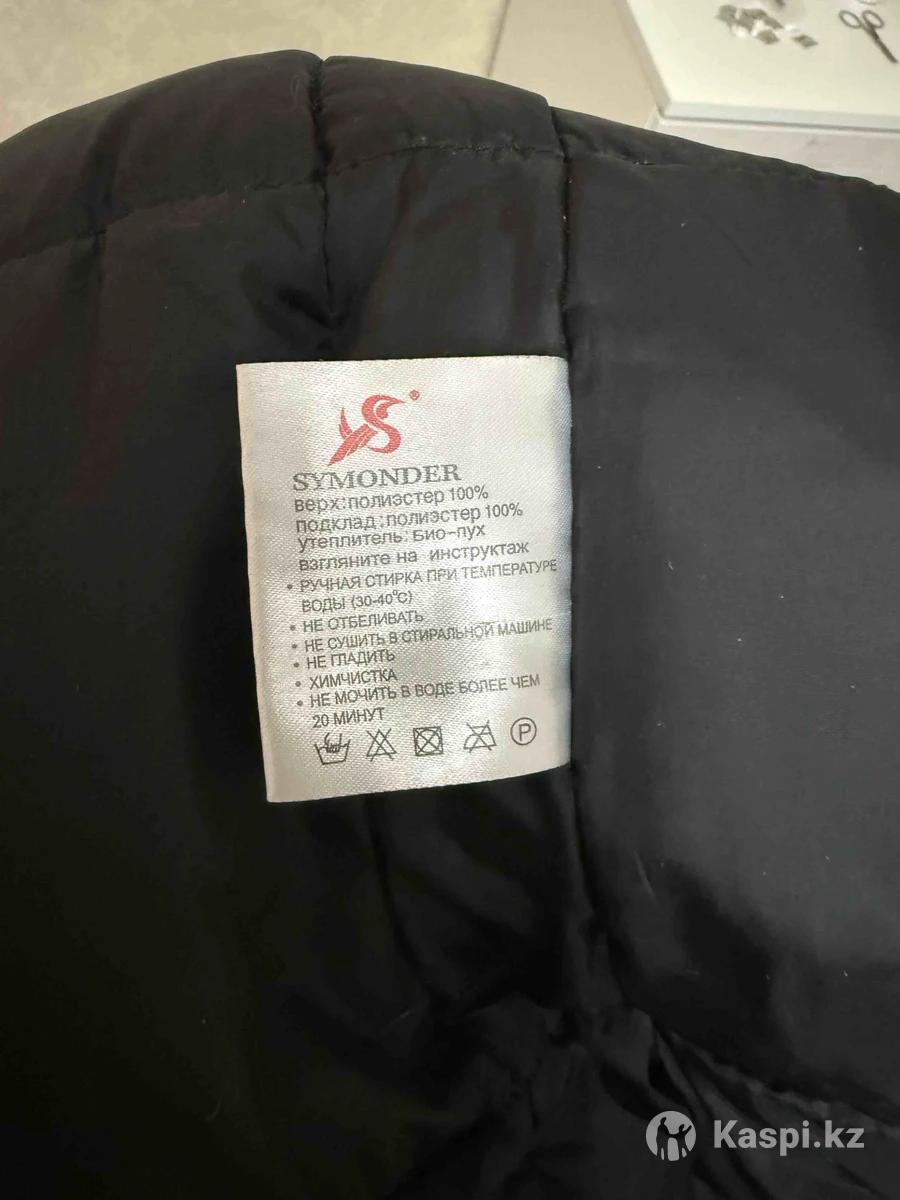 S®
SYMONDER
верх:полиэстер 100%
подклад:полиэстер 100%
утеплитель: био-пух
взгляните на инструктаж
• РУЧНАЯ СТИРКА ПРИ ТЕМПЕРАТУРЕ
ВОДЫ (30-40°C)
• НЕ ОТБЕЛИВАТЬ
• НЕ СУШИТЬ В СТИРАЛЬНОЙ МАШИНЕ
• НЕ ГЛАДИТЬ
• ХИМЧИСТКА
• НЕ МОЧИТЬ В ВОДЕ БОЛЕЕ ЧЕМ
20 МИНУТ
P
Kaspi.kz